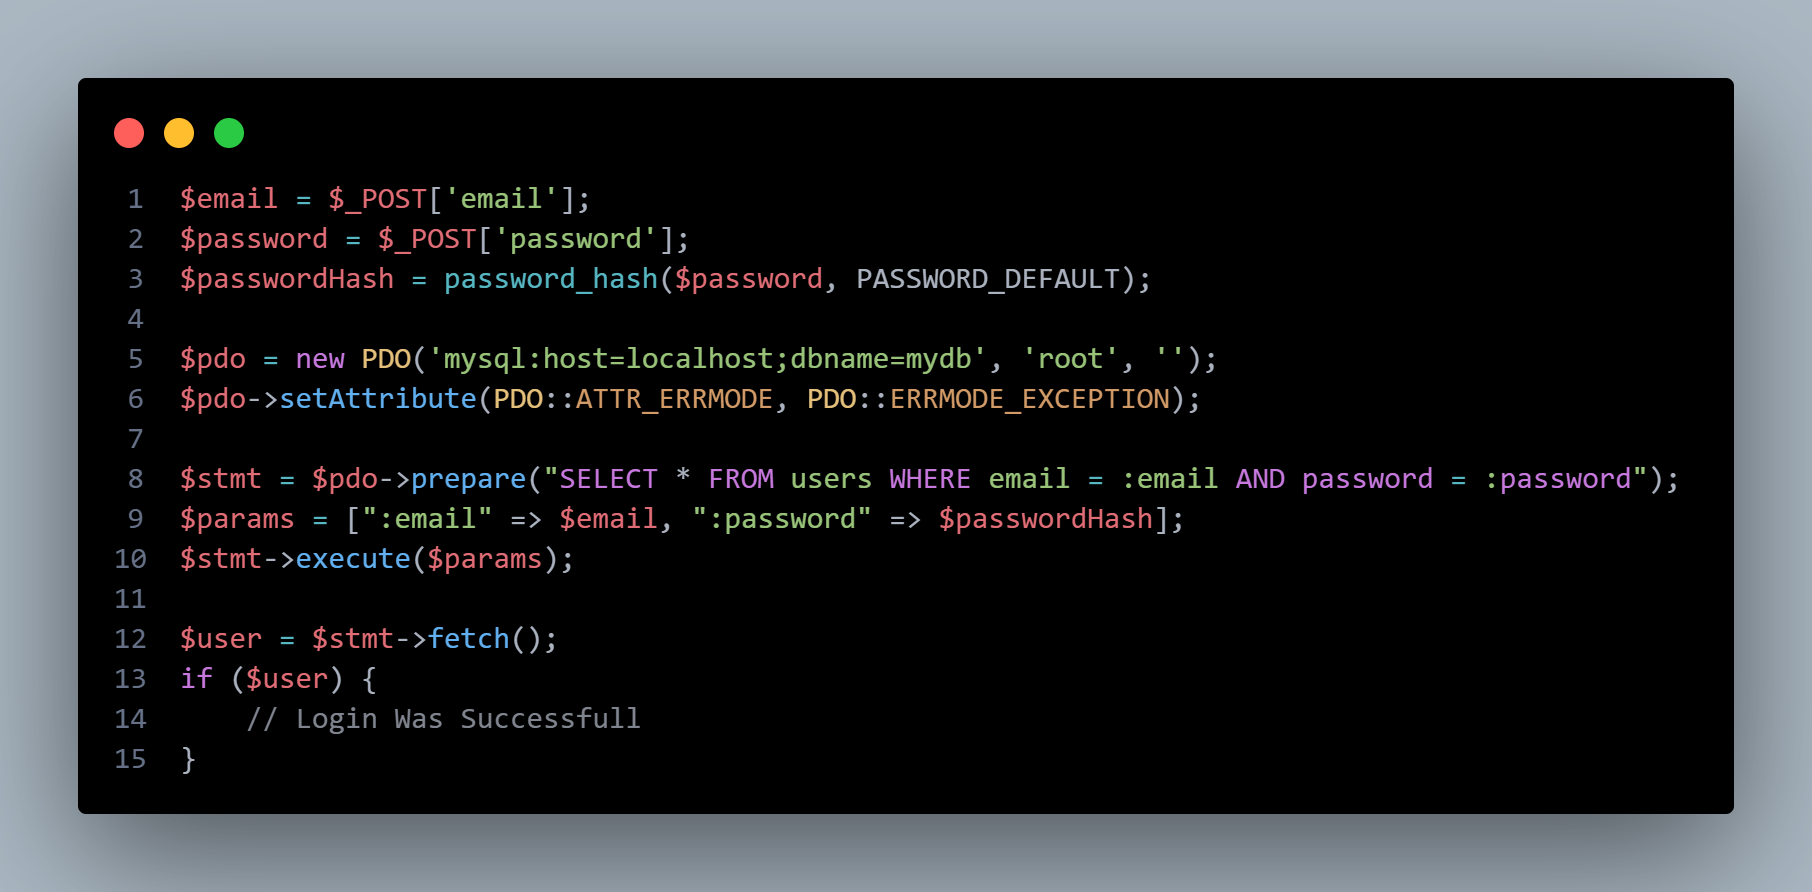 1 $email = $_POST['email'];
2 $password = $_POST['password'];
3 $passwordHash = password_hash($password, PASSWORD_DEFAULT);
4
5 $pdo = new PDO('mysql:host=localhost;dbname=mydb', 'root', '');
6 $pdo->setAttribute(PDO::ATTR_ERRMODE, PDO::ERRMODE_EXCEPTION);
7
8 $stmt = $pdo->prepare("SELECT * FROM users WHERE email = :email AND password = :password");
9 $params = [":email" => $email, ":password" => $passwordHash];
10 $stmt->execute($params);
11
12 $user = $stmt->fetch();
13 if ($user) {
14     // Login Was Successfull
15 }